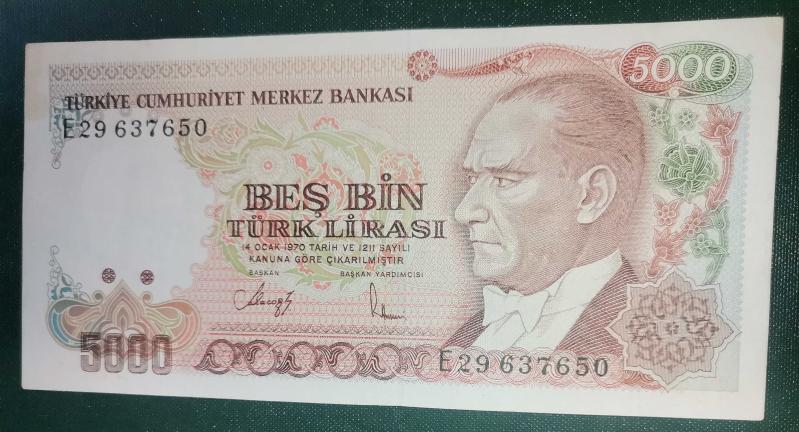 5000
TÜRKİYE CUMHURİYET MERKEZ BANKASI
E29 637650
BEŞ BİN
TÜRK LİRASI
14 OCAK 1970 TARİH VE 1211 SAYILI
KANUNA GÖRE ÇIKARILMIŞTIR
BAŞKAN BAŞKAN YARDIMCISI
5000
E29 637650